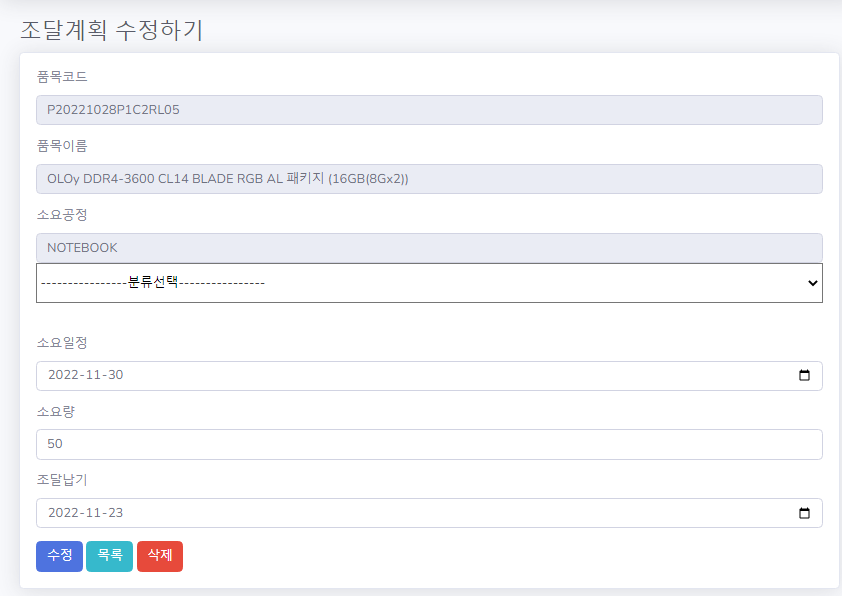 조달계획 수정하기
품목코드
P20221028P1C2RL05
품목이름
OLOy DDR4-3600 CL14 BLADE RGB AL 패키지 (16GB(8Gx2))
소요공정
NOTEBOOK
----------------분류선택----------------
소요일정
2022-11-30
소요량
50
조달납기
2022-11-23
수정 목록 삭제